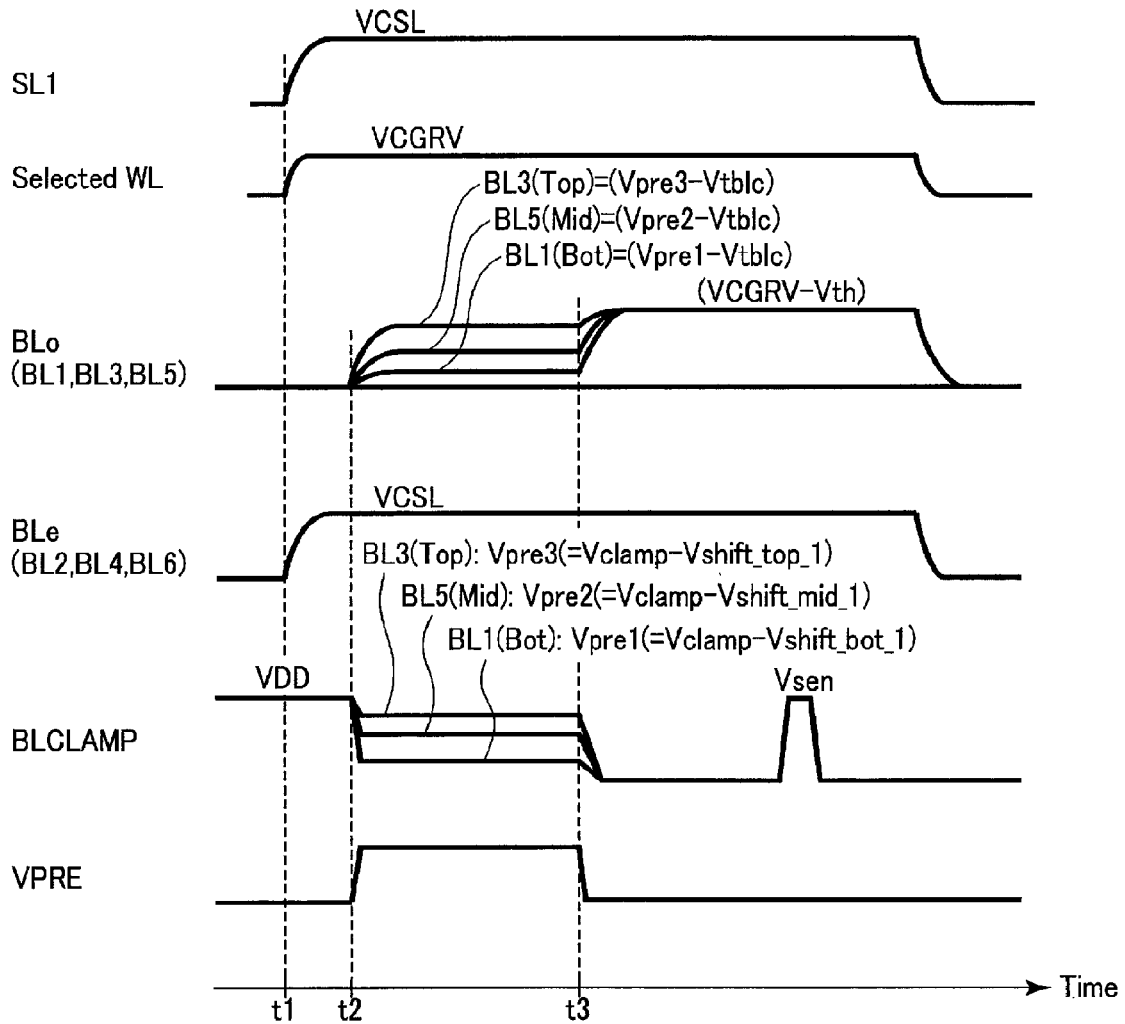 VCSL
SL1
VCGRV
Selected WL
BL3(Top)=(Vpre3-Vtblc)
BL5(Mid)=(Vpre2-Vtblc)
BL1(Bot)=(Vpre1-Vtblc)
(VCGRV-Vth)
BLo
(BL1,BL3,BL5)
VCSL
BLe
(BL2,BL4,BL6)
BL3(Top): Vpre3(=Vclamp-Vshift_top_1)
BL5(Mid): Vpre2(=Vclamp-Vshift_mid_1)
BL1(Bot): Vpre1(=Vclamp-Vshift_bot_1)
VDD
Vsen
BLCLAMP
VPRE
Time
t1 t2 t3